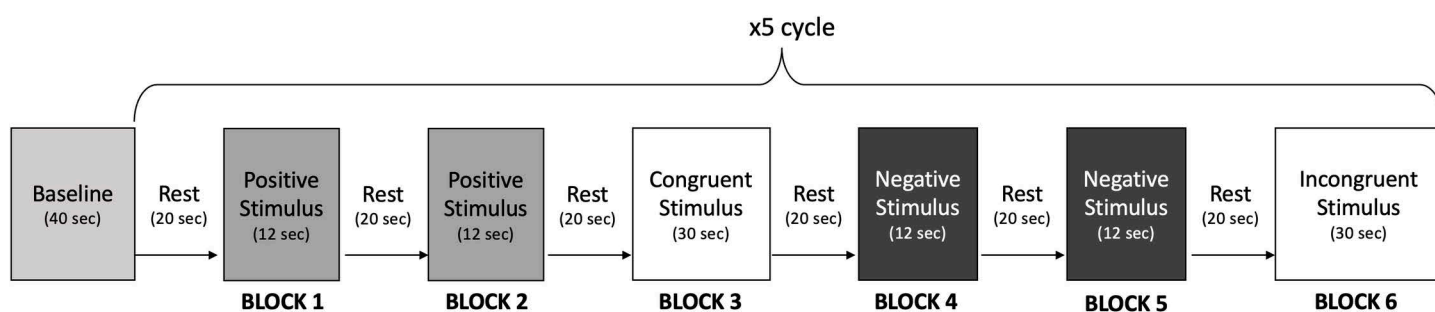 x5 cycle
Baseline
(40 sec)
Rest
(20 sec)
Positive
Stimulus
(12 sec)
BLOCK 1
Rest
(20 sec)
Positive
Stimulus
(12 sec)
BLOCK 2
Rest
(20 sec)
Congruent
Stimulus
(30 sec)
BLOCK 3
Rest
(20 sec)
Negative
Stimulus
(12 sec)
BLOCK 4
Rest
(20 sec)
Negative
Stimulus
(12 sec)
BLOCK 5
Rest
(20 sec)
Incongruent
Stimulus
(30 sec)
BLOCK 6